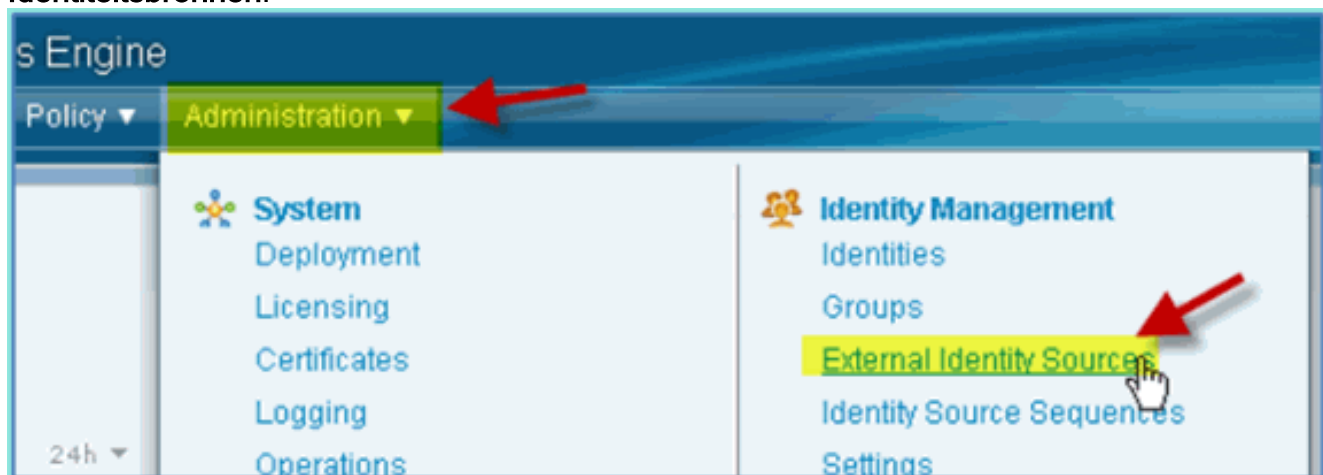 s Engine
Policy ▼ Administration ▼
System
Deployment
Licensing
Certificates
Logging
Operations
Identity Management
Identities
Groups
External Identity Sources
Identity Source Sequences
Settings
24h ▼